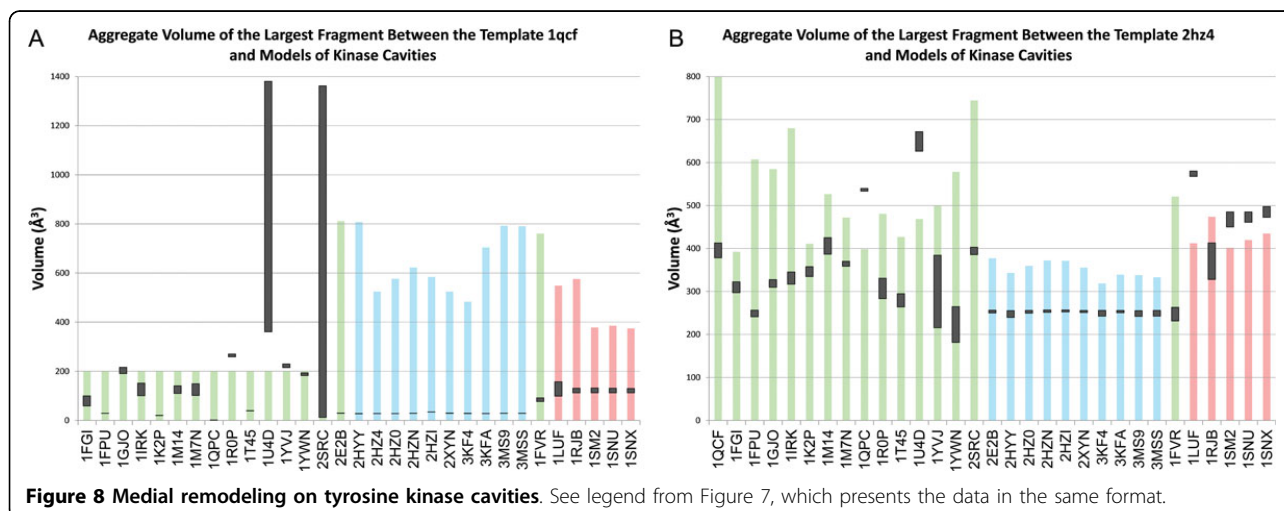 A
Aggregate Volume of the Largest Fragment Between the Template 1qcf
and Models of Kinase Cavities
Volume (Å³)
1400
1200
1000
800
600
400
200
0
1FGI
1FPU
1GJO
1IRK
1K2P
1M14
1M7N
1QPC
1R0P
1T45
1U4D
1YVJ
1YWN
2SRC
2E2B
2HYY
2HZ4
2HZ0
2HZN
2HZI
2XYN
3KF4
3KFA
3MS9
3MSS
1FVR
1LUF
1RJB
1SM2
1SNU
1SNX
B
Aggregate Volume of the Largest Fragment Between the Template 2hz4
and Models of Kinase Cavities
Volume (Å³)
800
700
600
500
400
300
200
100
0
1QCF
1FGI
1FPU
1GJO
1IRK
1K2P
1M14
1M7N
1QPC
1R0P
1T45
1U4D
1YVJ
1YWN
2SRC
2E2B
2HYY
2HZ0
2HZN
2HZI
2XYN
3KF4
3KFA
3MS9
3MSS
1FVR
1LUF
1RJB
1SM2
1SNU
1SNX
Figure 8 Medial remodeling on tyrosine kinase cavities. See legend from Figure 7, which presents the data in the same format.